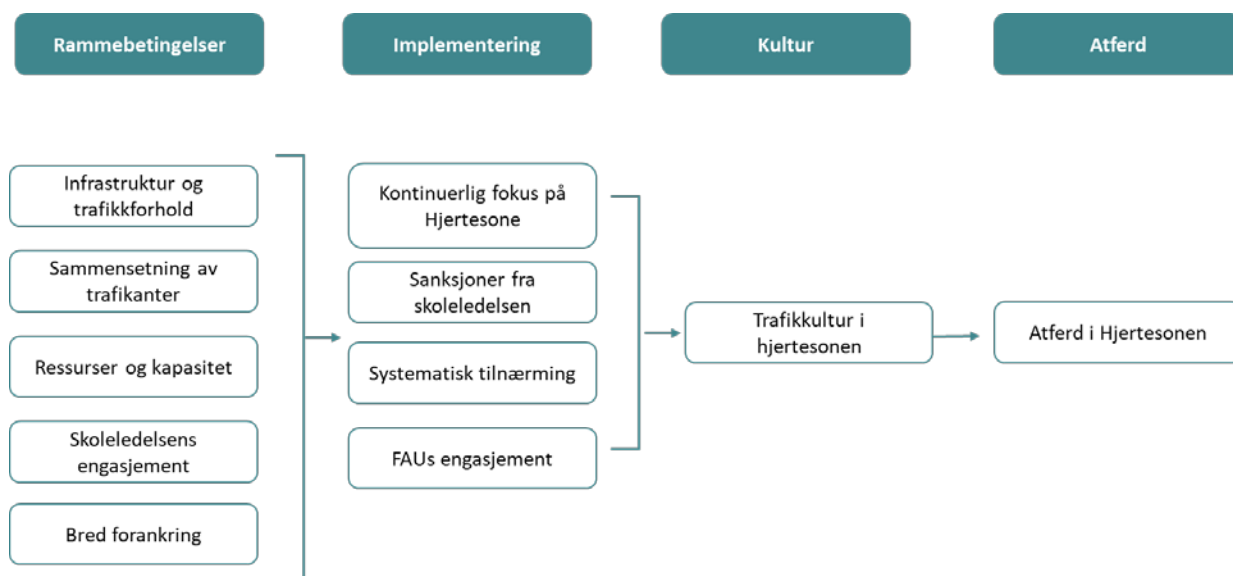 Rammebetingelser
Implementering
Kultur
Atferd
Infrastruktur og
trafikkforhold
Sammensetning av
trafikanter
Ressurser og kapasitet
Skoleledelsens
engasjement
Bred forankring
Kontinuerlig fokus på
Hjertesone
Sanksjoner fra
skoleledelsen
Systematisk tilnærming
FAUs engasjement
Trafikkultur i
hjertesonen
Atferd i Hjertesonen